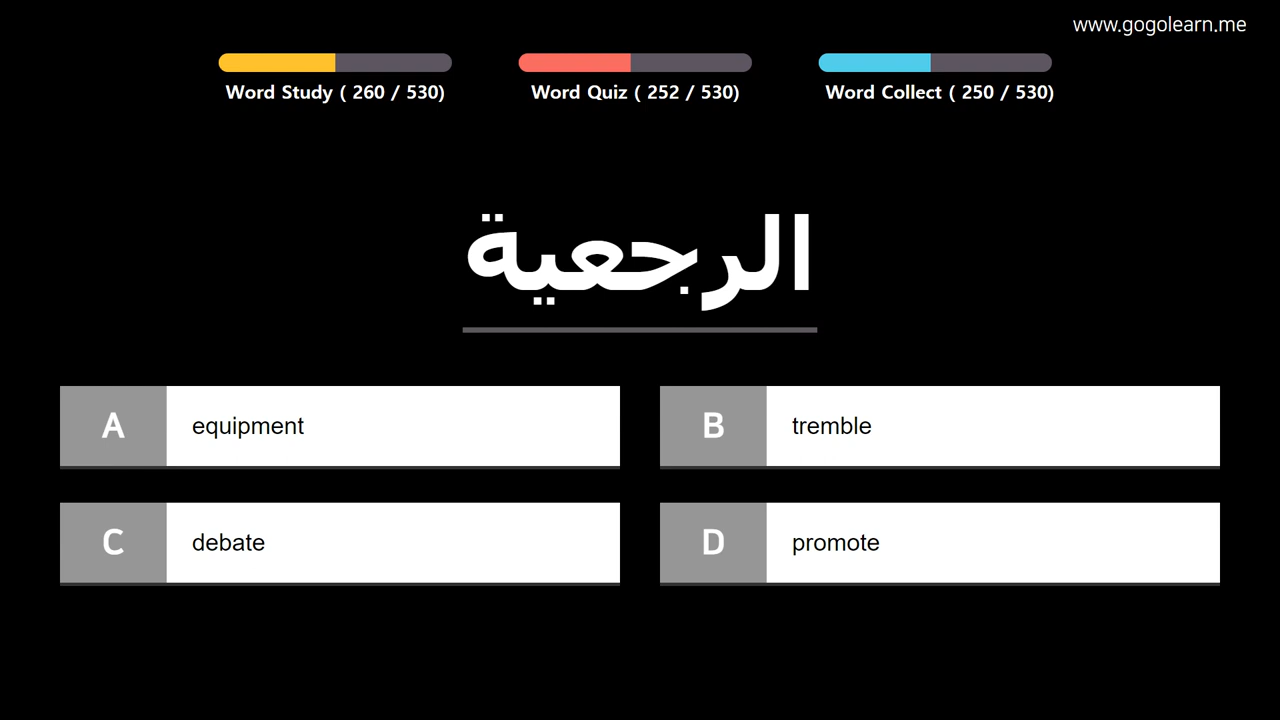 www.gogolearn.me
Word Study ( 260 / 530)
Word Quiz ( 252 / 530)
Word Collect ( 250 / 530)
الرجعية
A equipment
B tremble
C debate
D promote